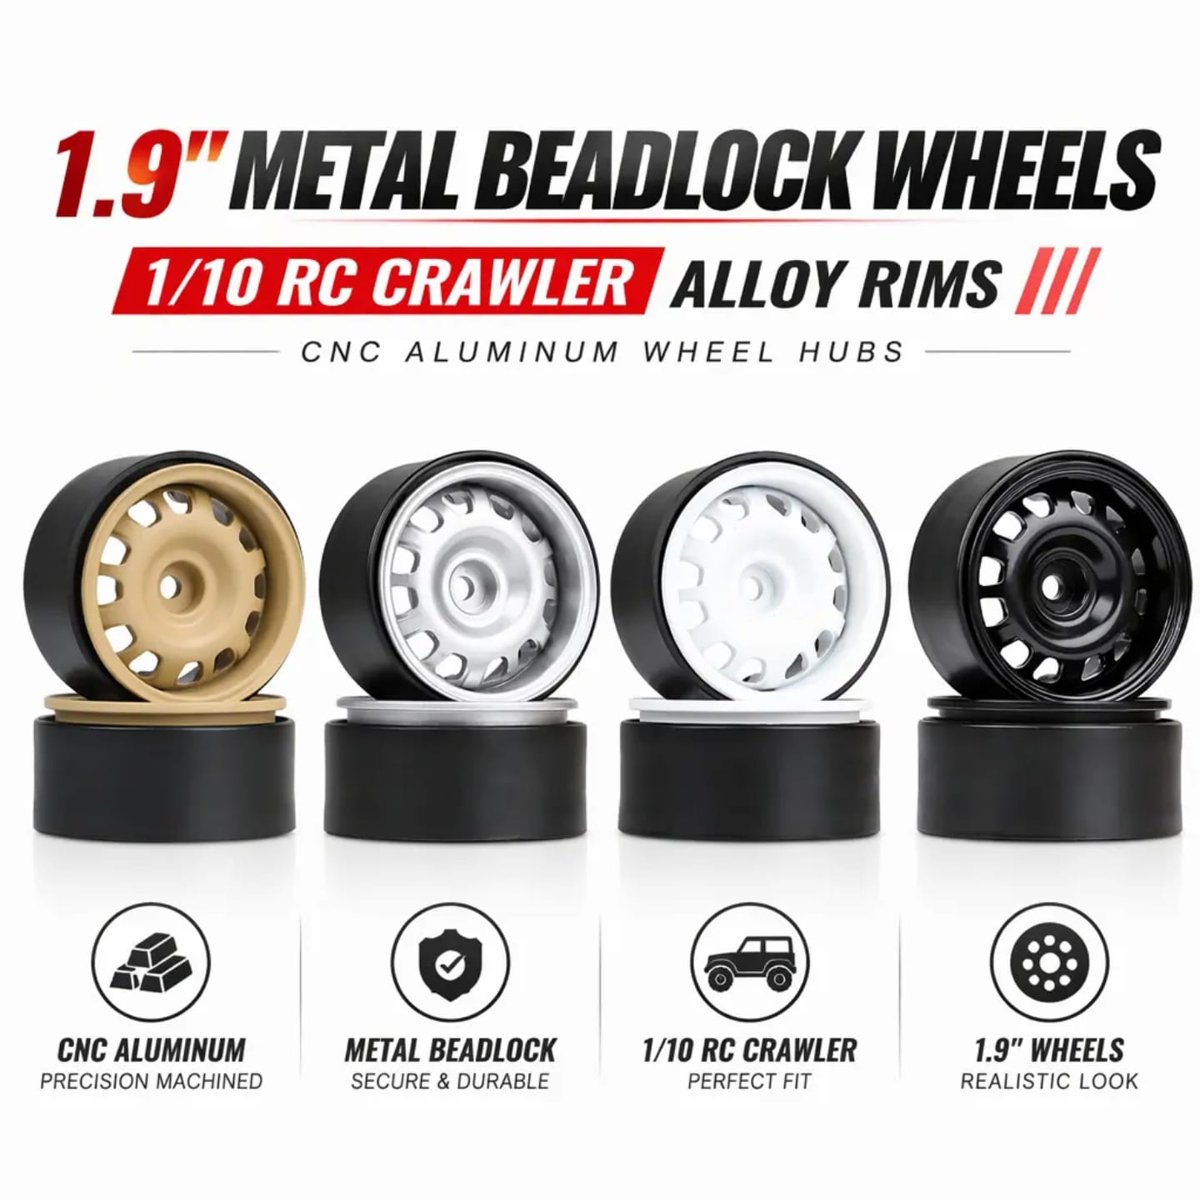 1.9" METAL BEADLOCK WHEELS
1/10 RC CRAWLER ALLOY RIMS
CNC ALUMINUM WHEEL HUBS
CNC ALUMINUM
PRECISION MACHINED
METAL BEADLOCK
SECURE & DURABLE
1/10 RC CRAWLER
PERFECT FIT
1.9" WHEELS
REALISTIC LOOK